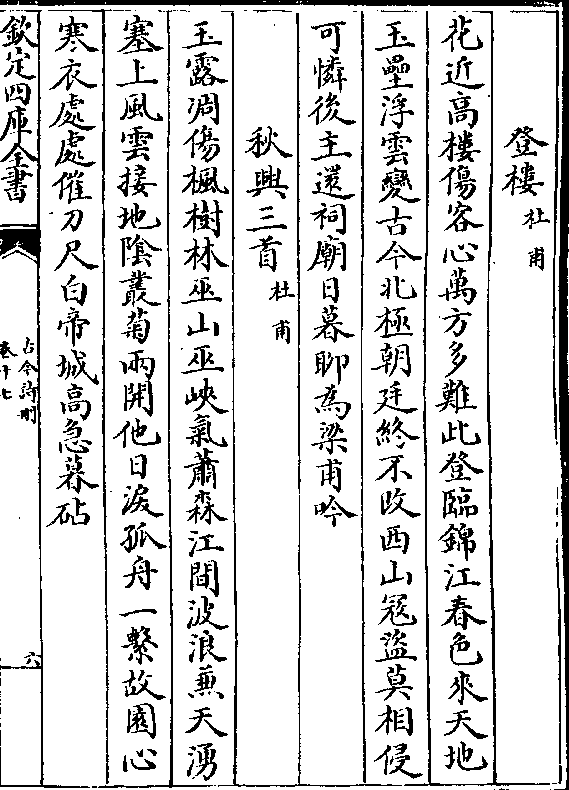 登樓杜甫
花近高樓傷客心萬方多難此登臨錦江春色來天地
玉壘浮雲變古今北極朝廷終不改西山冦盜莫相侵
可憐後主還祠廟日暮聊為梁甫吟
秋興三首杜甫
玉露凋傷楓樹林巫山巫峽氣蕭森江間波浪兼天湧
塞上風雲接地陰叢菊兩開他日淚孤舟一繫故園心
寒衣處處催刀尺白帝城高急暮砧
欽定四庫全書
古今詩刪
卷十七
六